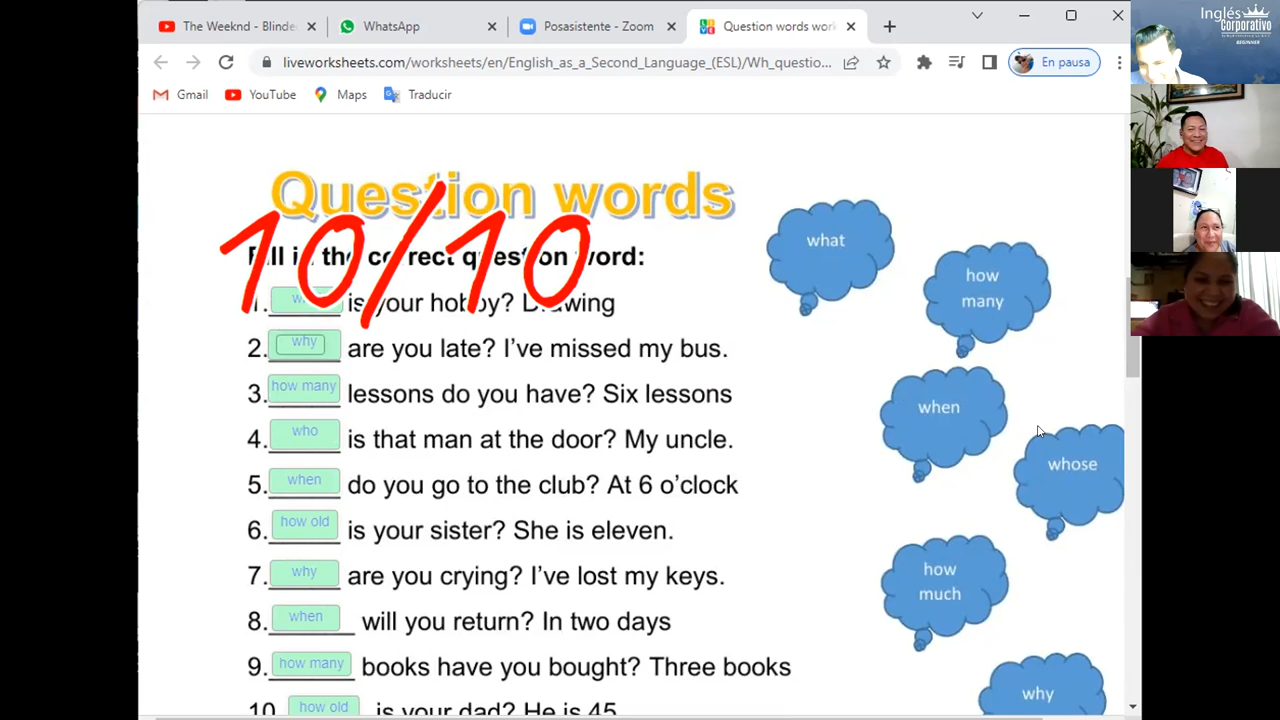 The Weeknd - Blinde
WhatsApp
Posasistente - Zoom
Question words work
liveworksheets.com/worksheets/en/English_as_a_Second_Language_(ESL)/Wh_questio...
En pausa
Gmail
YouTube
Maps
Traducir
Inglés
Corporativo
BEGINNER
Question words
10/10
Fill in the correct question word:
1. is your hobby? Drawing
2. why are you late? I've missed my bus.
3. how many lessons do you have? Six lessons
4. who is that man at the door? My uncle.
5. when do you go to the club? At 6 o'clock
6. how old is your sister? She is eleven.
7. why are you crying? I've lost my keys.
8. when will you return? In two days
9. how many books have you bought? Three books
10. how old is your dad? He is 45
what
how
many
when
whose
how
much
why